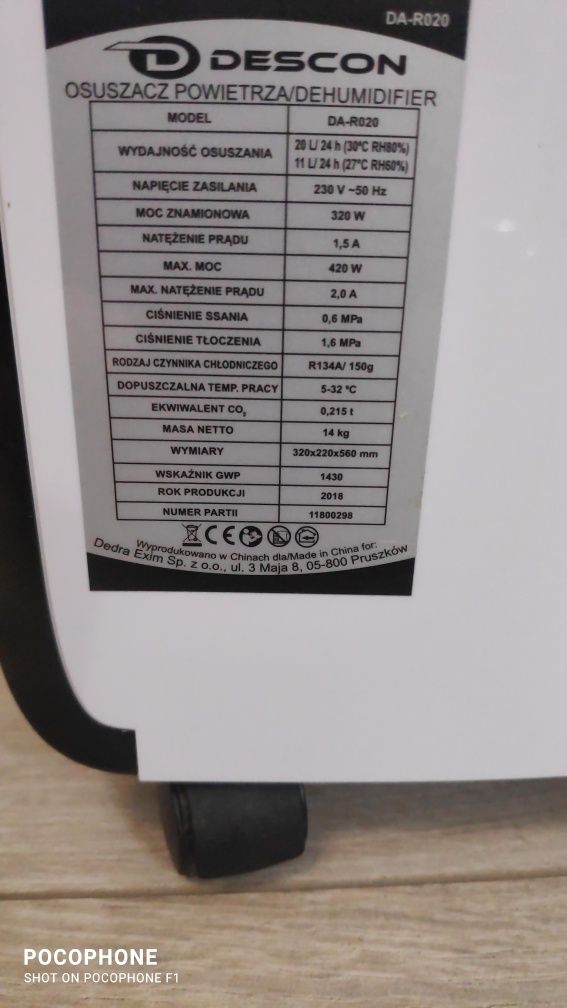 DA-R020
DESCON
OSUSZACZ POWIETRZA/DEHUMIDIFIER
MODEL DA-R020
WYDAJNOŚĆ OSUSZANIA 20 L/ 24 h (30ºC RH80%)
11 L/ 24 h (27ºC RH60%)
NAPIĘCIE ZASILANIA 230 V ~50 Hz
MOC ZNAMIONOWA 320 W
NATĘŻENIE PRĄDU 1,5 A
MAX. MOC 420 W
MAX. NATĘŻENIE PRĄDU 2,0 A
CIŚNIENIE SSANIA 0,6 MPa
CIŚNIENIE TŁOCZENIA 1,6 MPa
RODZAJ CZYNNIKA CHŁODNICZEGO R134A/ 150g
DOPUSZCZALNA TEMP. PRACY 5-32 ºC
EKWIWALENT CO₂ 0,215 t
MASA NETTO 14 kg
WYMIARY 320x220x560 mm
WSKAŹNIK GWP 1430
ROK PRODUKCJI 2018
NUMER PARTII 11800298
CE
Wyprodukowano w Chinach dla/Made in China for:
Dedra Exim Sp. z o.o., ul. 3 Maja 8, 05-800 Pruszków
POCOPHONE
SHOT ON POCOPHONE F1